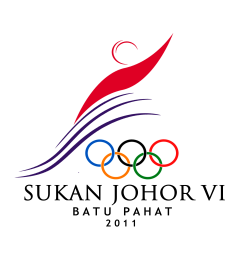 SUKAN JOHOR VI
BATU PAHAT
2011